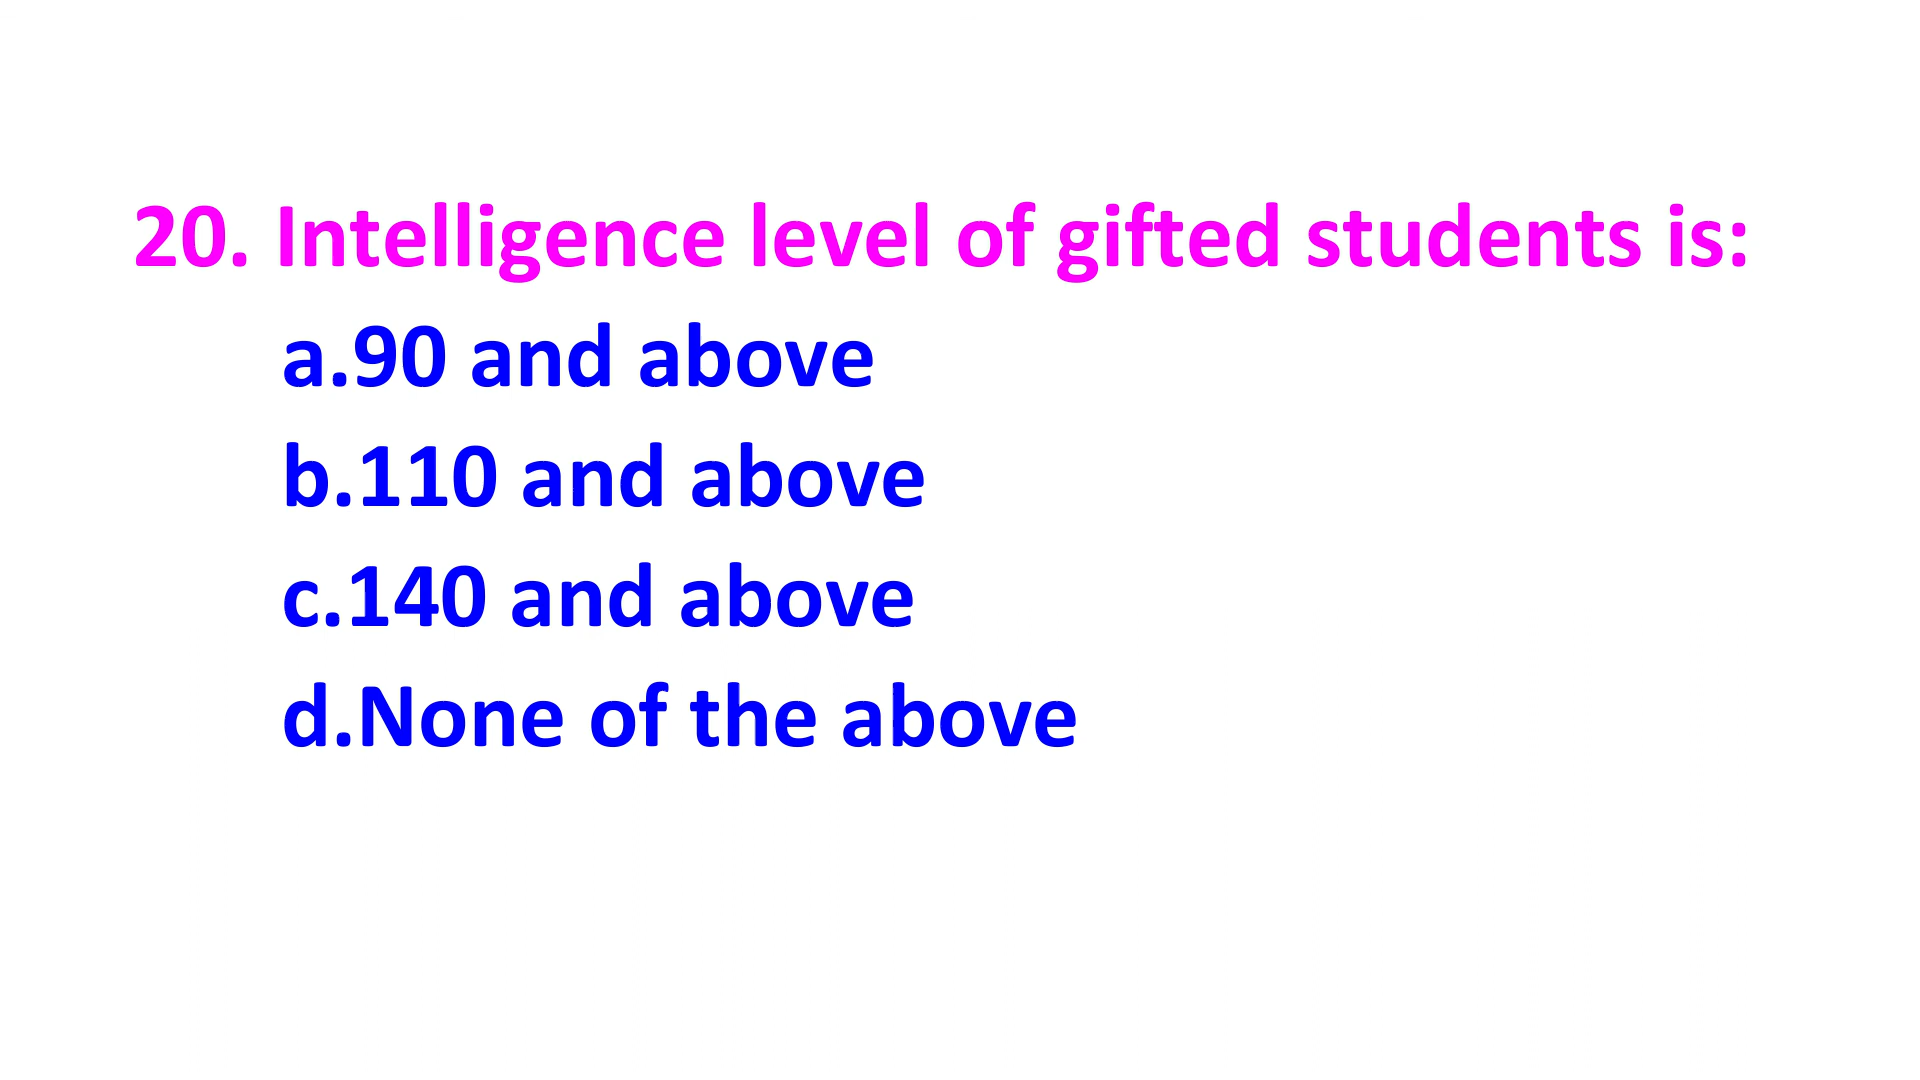 20. Intelligence level of gifted students is:
a.90 and above
b.110 and above
c.140 and above
d.None of the above